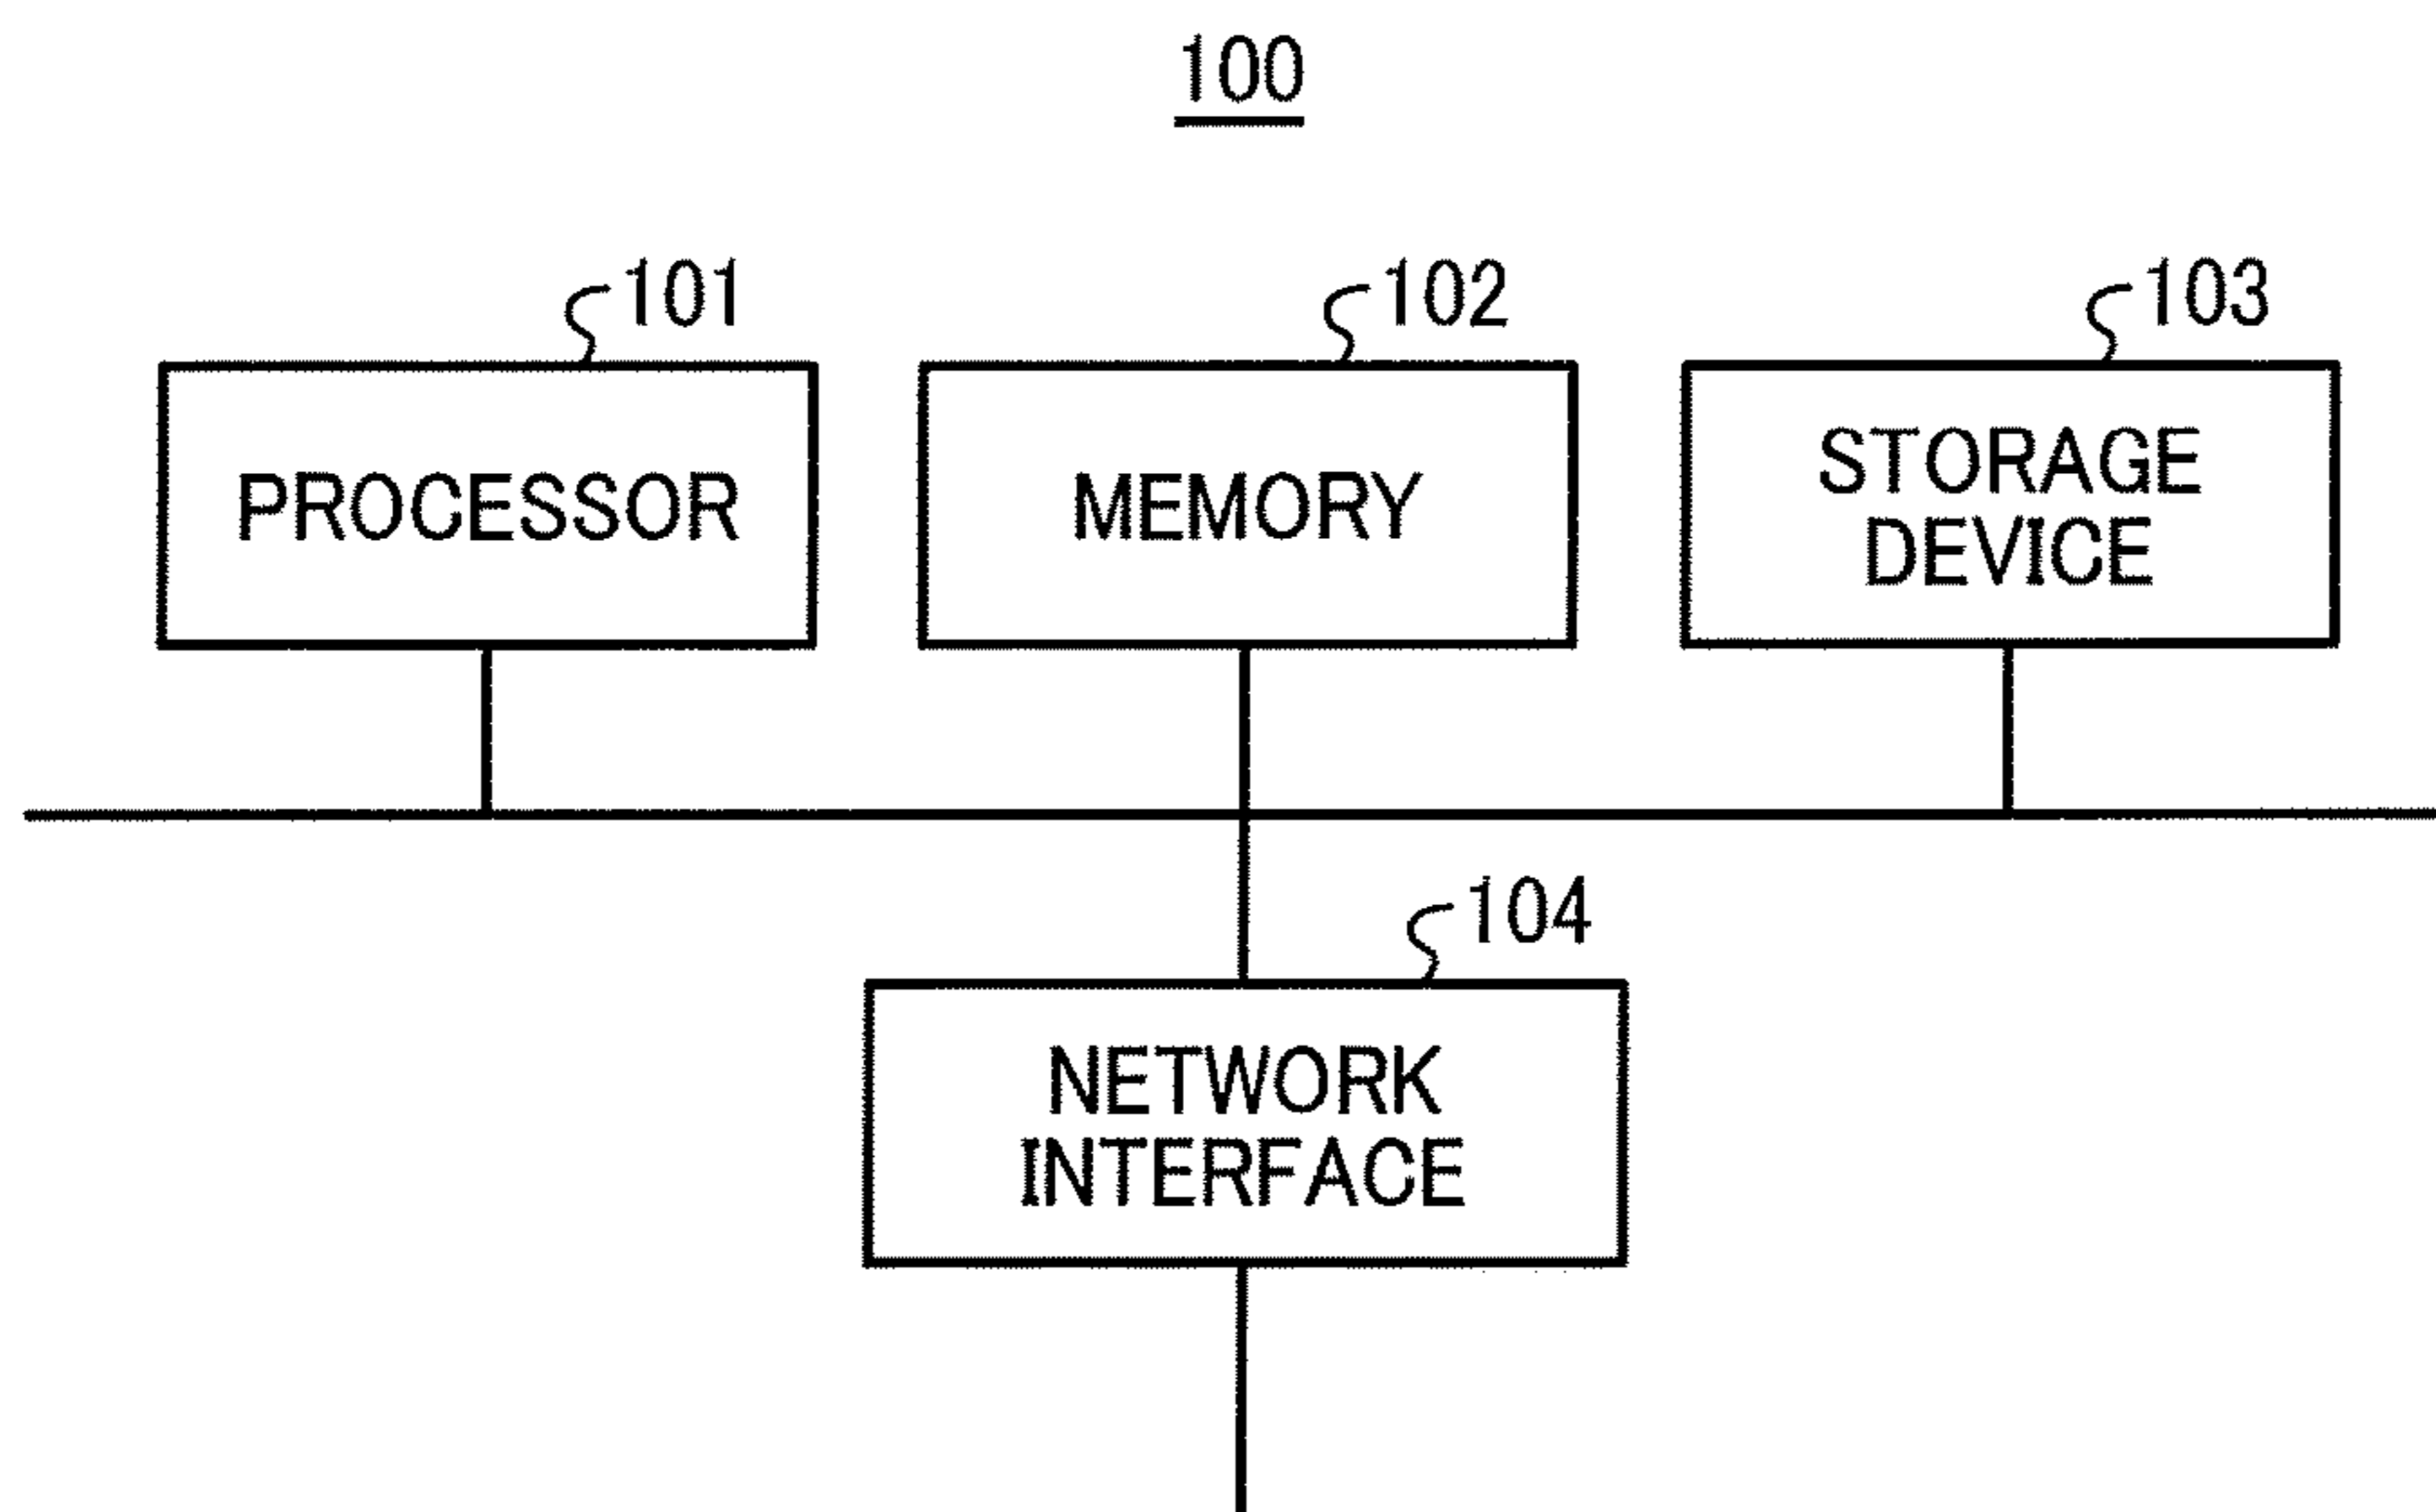 100
101
102
103
PROCESSOR
MEMORY
STORAGE
DEVICE
104
NETWORK
INTERFACE